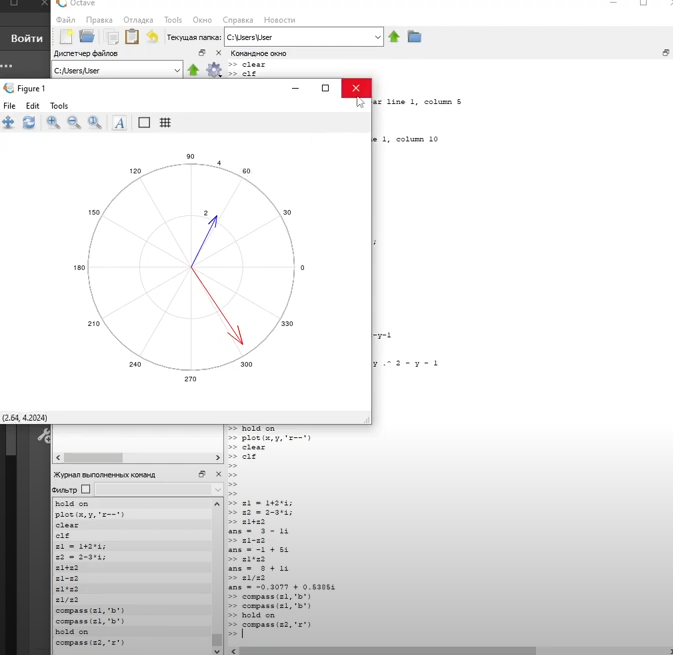 Octave
Войти
Файл Правка Отладка Tools Окно Справка Новости
Текущая папка: C:\Users\User
Диспетчер файлов
Командное окно
C:/Users/User
>> clear
>> clf
Figure 1
File Edit Tools
ar line 1, column 5
e 1, column 10
;
-y-1
y .^ 2 - y - 1
90
4
120
60
2
150
30
180
0
210
330
240
300
270
(2.64, 4.2024)
>> hold on
>> plot(x,y,'r--')
>> clear
>> clf
>>
>>
>>
>>
>> z1 = 1+2*i;
>> z2 = 2-3*i;
>> z1+z2
ans = 3 - 1i
>> z1-z2
ans = -1 + 5i
>> z1*z2
ans = 8 + 1i
>> z1/z2
ans = -0.3077 + 0.5385i
>> compass(z1,'b')
>> compass(z1,'b')
>> hold on
>> compass(z2,'r')
>>
Журнал выполненных команд
Фильтр
hold on
plot(x,y,'r--')
clear
clf
z1 = 1+2*i;
z2 = 2-3*i;
z1+z2
z1-z2
z1*z2
z1/z2
compass(z1,'b')
compass(z1,'b')
hold on
compass(z2,'r')